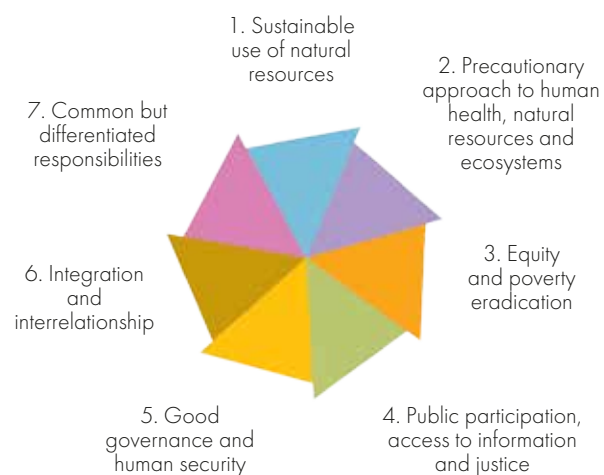 1. Sustainable
use of natural
resources
2. Precautionary
approach to human
health, natural
resources and
ecosystems
3. Equity
and poverty
eradication
4. Public participation,
access to information
and justice
5. Good
governance and
human security
6. Integration
and
interrelationship
7. Common but
differentiated
responsibilities